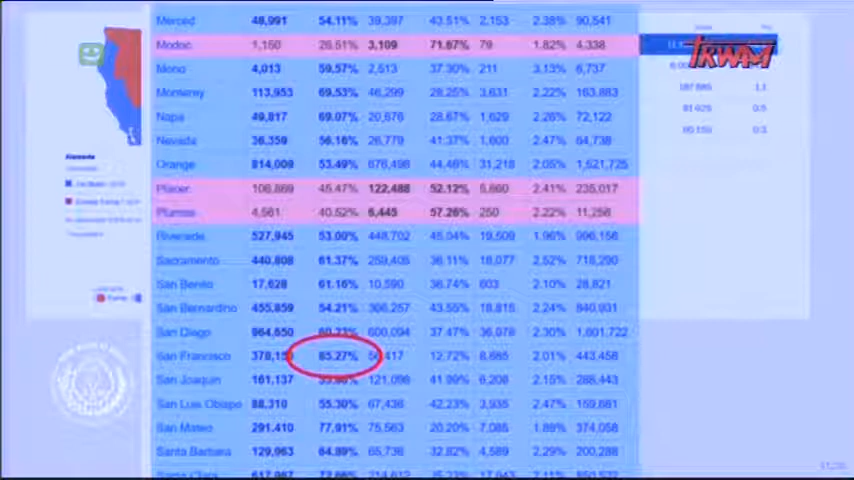 TRWAM
Merced 48,991 54.11% 39,397 43.51% 2,153 2.38% 90,541
Modoc 1,150 26.51% 3,109 71.67% 79 1.82% 4,338
Mono 4,013 59.57% 2,513 37.30% 211 3.13% 6,737
Monterey 113,953 69.53% 46,299 28.25% 3,631 2.22% 163,883
Napa 49,817 69.07% 20,676 28.67% 1,629 2.26% 72,122
Nevada 36,359 56.16% 26,779 41.37% 1,600 2.47% 64,738
Orange 814,009 53.49% 676,498 44.46% 31,218 2.05% 1,521,725
Placer 106,869 45.47% 122,488 52.12% 5,660 2.41% 235,017
Plumas 4,561 40.52% 6,445 57.26% 250 2.22% 11,256
Riverside 527,945 53.00% 448,702 45.04% 19,509 1.96% 996,156
Sacramento 440,808 61.37% 259,405 36.11% 18,077 2.52% 718,290
San Benito 17,628 61.16% 10,590 36.74% 603 2.10% 28,821
San Bernardino 455,859 54.21% 366,257 43.55% 18,815 2.24% 840,931
San Diego 964,650 60.23% 600,094 37.47% 36,978 2.30% 1,601,722
San Francisco 85.27% 12.72% 2.01% 443,458
San Joaquin 161,137 121,098 41.99% 6,208 2.15% 288,443
San Luis Obispo 88,310 55.30% 67,436 42.23% 3,935 2.47% 159,681
San Mateo 291,410 77.91% 75,563 20.20% 7,085 1.89% 374,058
Santa Barbara 129,963 64.89% 65,736 32.82% 4,589 2.29% 200,288
Santa Clara